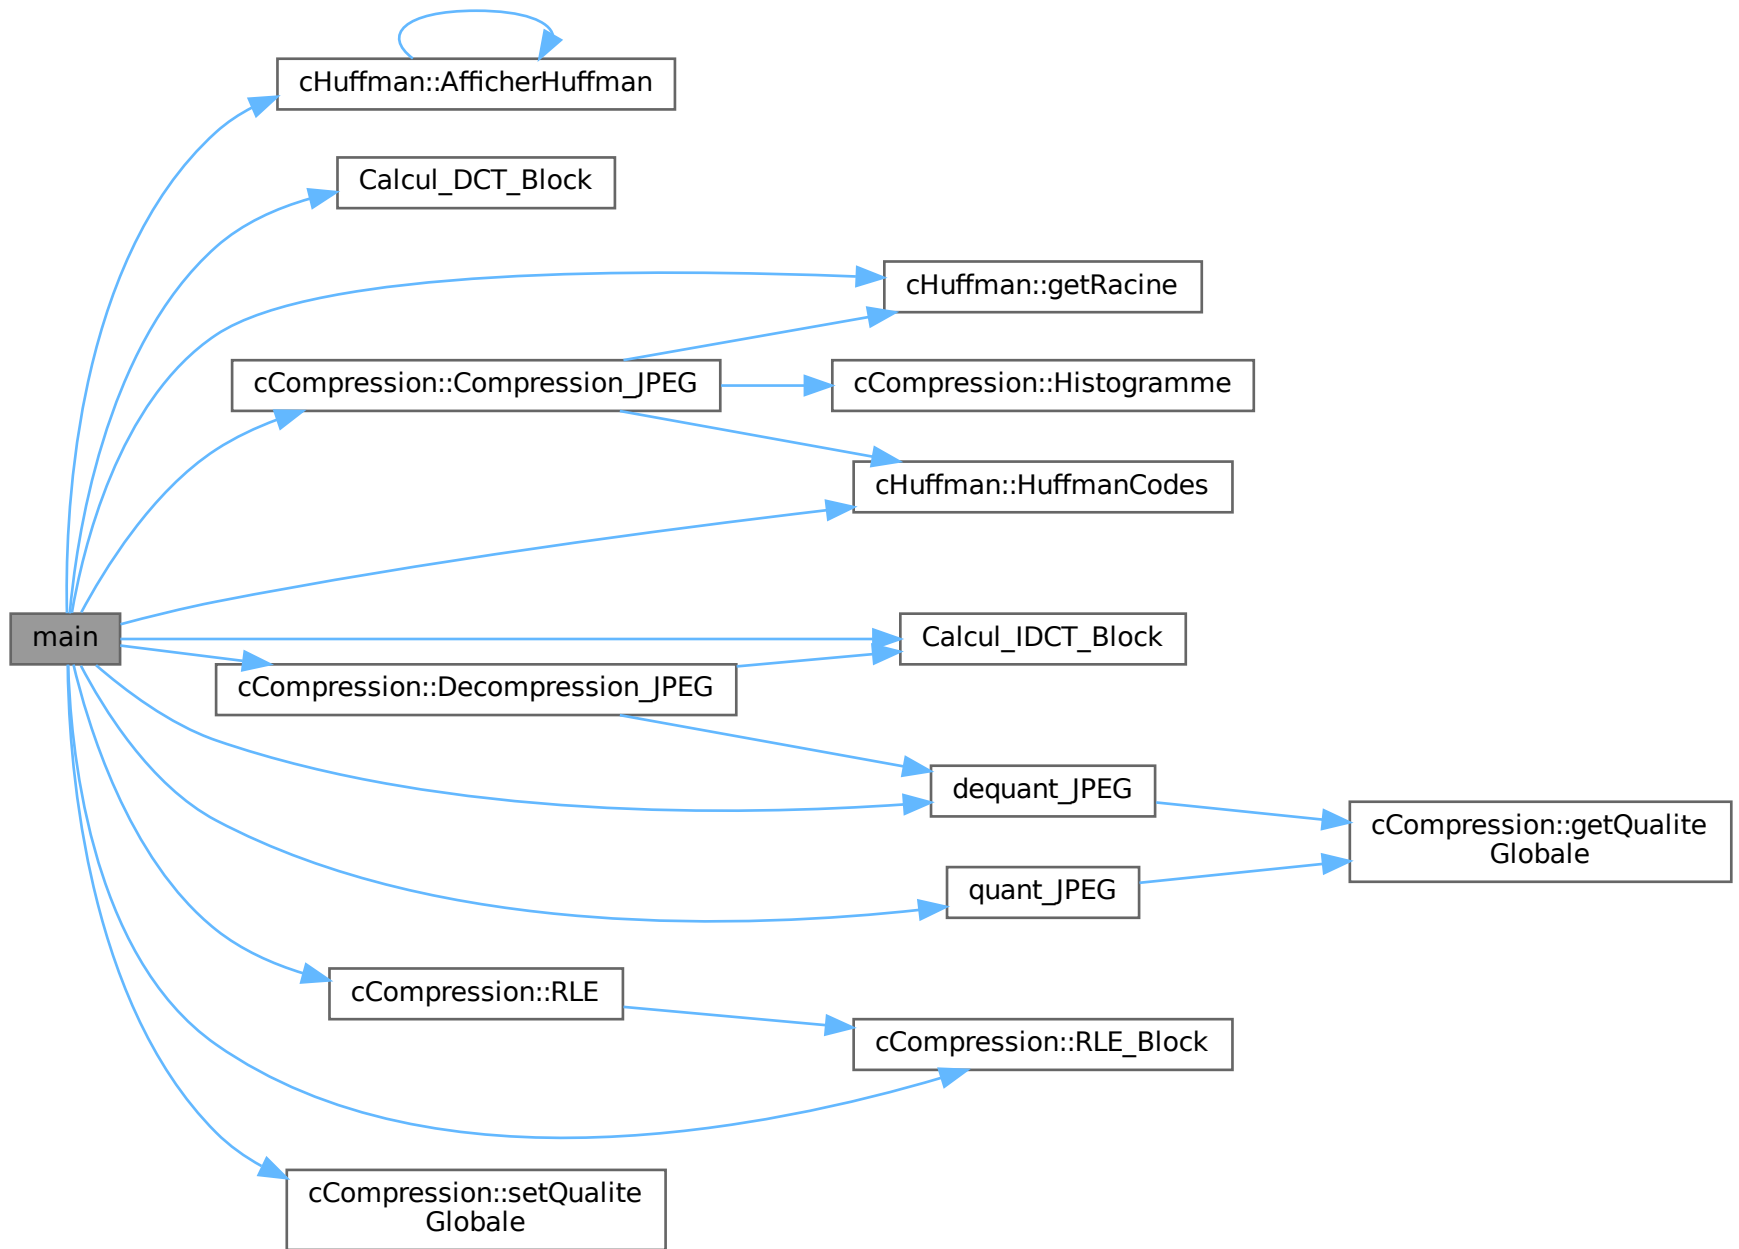 cHuffman::AfficherHuffman
Calcul_DCT_Block
cHuffman::getRacine
cCompression::Compression_JPEG
cCompression::Histogramme
cHuffman::HuffmanCodes
main
Calcul_IDCT_Block
cCompression::Decompression_JPEG
dequant_JPEG
cCompression::getQualite
Globale
quant_JPEG
cCompression::RLE
cCompression::RLE_Block
cCompression::setQualite
Globale